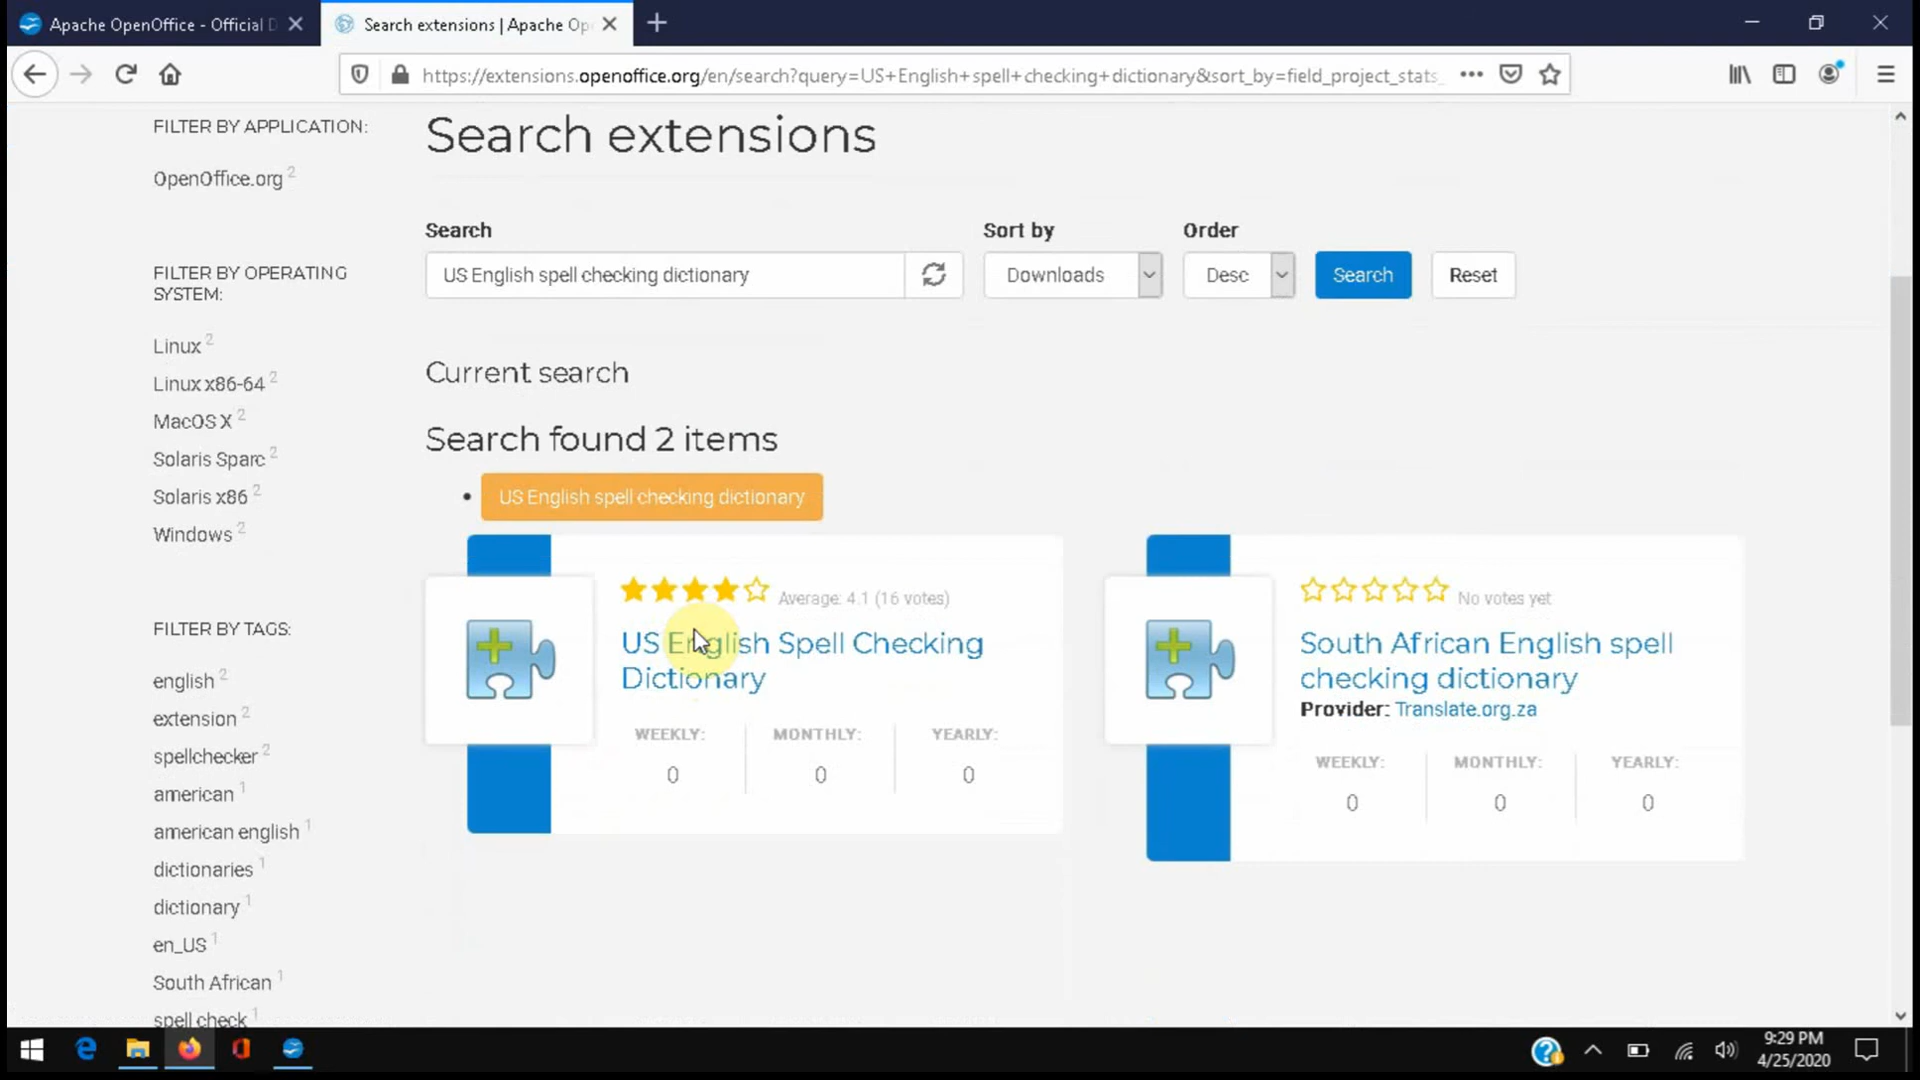 Apache OpenOffice - Official D
Search extensions | Apache Op
https://extensions.openoffice.org/en/search?query=US+English+spell+checking+dictionary&sort_by=field_project_stats_
FILTER BY APPLICATION:
OpenOffice.org 2
FILTER BY OPERATING
SYSTEM:
Linux 2
Linux x86-64 2
MacOS X 2
Solaris Sparc 2
Solaris x86 2
Windows 2
FILTER BY TAGS:
english 2
extension 2
spellchecker 2
american 1
american english 1
dictionaries 1
dictionary 1
en_US 1
South African 1
spell check 1
Search extensions
Search
Sort by
Order
US English spell checking dictionary
Downloads
Desc
Search
Reset
Current search
Search found 2 items
US English spell checking dictionary
Average: 4.1 (16 votes)
US English Spell Checking
Dictionary
WEEKLY: MONTHLY: YEARLY:
0 0 0
No votes yet
South African English spell
checking dictionary
Provider: Translate.org.za
WEEKLY: MONTHLY: YEARLY:
0 0 0
9:29 PM
4/25/2020